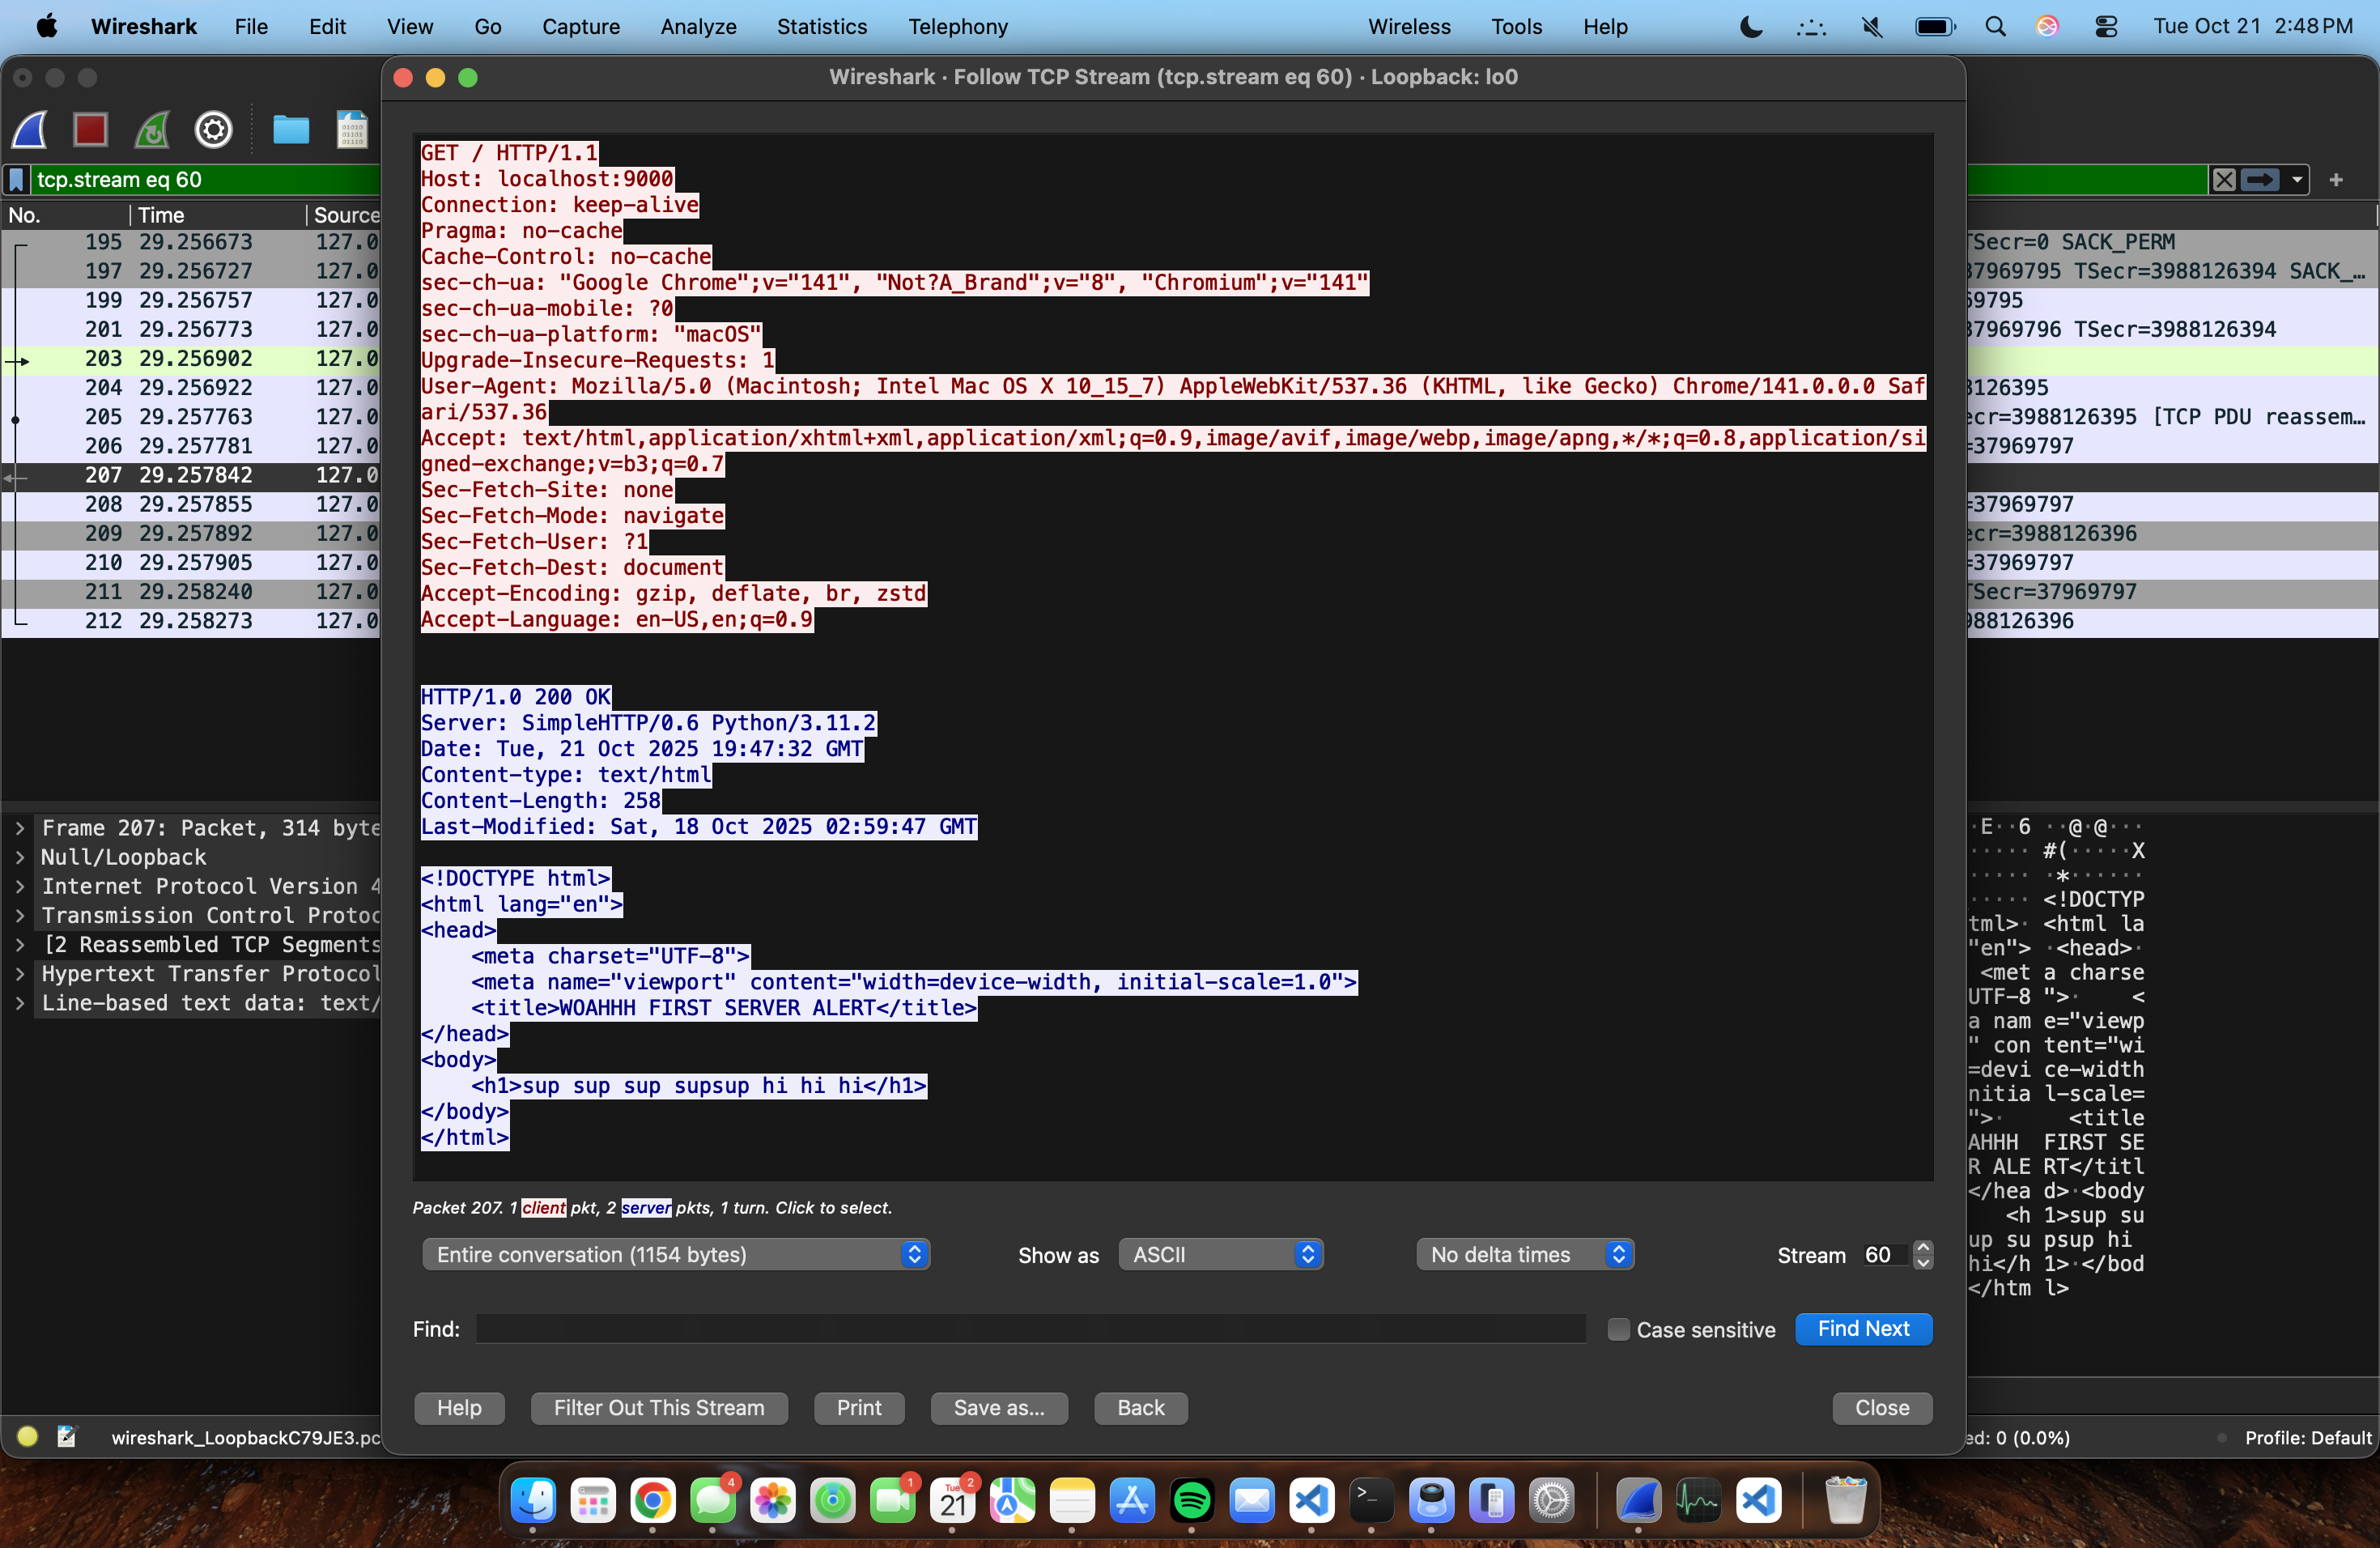 Wireshark File Edit View Go Capture Analyze Statistics Telephony Wireless Tools Help Tue Oct 21 2:48 PM
Wireshark · Follow TCP Stream (tcp.stream eq 60) · Loopback: lo0
tcp.stream eq 60
No. Time Source
195 29.256673 127.0
197 29.256727 127.0
199 29.256757 127.0
201 29.256773 127.0
203 29.256902 127.0
204 29.256922 127.0
205 29.257763 127.0
206 29.257781 127.0
207 29.257842 127.0
208 29.257855 127.0
209 29.257892 127.0
210 29.257905 127.0
211 29.258240 127.0
212 29.258273 127.0
Frame 207: Packet, 314 byte
Null/Loopback
Internet Protocol Version 4
Transmission Control Protoc
[2 Reassembled TCP Segments
Hypertext Transfer Protocol
Line-based text data: text/
GET / HTTP/1.1
Host: localhost:9000
Connection: keep-alive
Pragma: no-cache
Cache-Control: no-cache
sec-ch-ua: "Google Chrome";v="141", "Not?A_Brand";v="8", "Chromium";v="141"
sec-ch-ua-mobile: ?0
sec-ch-ua-platform: "macOS"
Upgrade-Insecure-Requests: 1
User-Agent: Mozilla/5.0 (Macintosh; Intel Mac OS X 10_15_7) AppleWebKit/537.36 (KHTML, like Gecko) Chrome/141.0.0.0 Saf
ari/537.36
Accept: text/html,application/xhtml+xml,application/xml;q=0.9,image/avif,image/webp,image/apng,*/*;q=0.8,application/si
gned-exchange;v=b3;q=0.7
Sec-Fetch-Site: none
Sec-Fetch-Mode: navigate
Sec-Fetch-User: ?1
Sec-Fetch-Dest: document
Accept-Encoding: gzip, deflate, br, zstd
Accept-Language: en-US,en;q=0.9
HTTP/1.0 200 OK
Server: SimpleHTTP/0.6 Python/3.11.2
Date: Tue, 21 Oct 2025 19:47:32 GMT
Content-type: text/html
Content-Length: 258
Last-Modified: Sat, 18 Oct 2025 02:59:47 GMT
<!DOCTYPE html>
<html lang="en">
<head>
    <meta charset="UTF-8">
    <meta name="viewport" content="width=device-width, initial-scale=1.0">
    <title>WOAHHH FIRST SERVER ALERT</title>
</head>
<body>
    <h1>sup sup sup supsup hi hi hi</h1>
</body>
</html>
Packet 207. 1 client pkt, 2 server pkts, 1 turn. Click to select.
Entire conversation (1154 bytes) Show as ASCII No delta times Stream 60
Find: Case sensitive Find Next
Help Filter Out This Stream Print Save as... Back Close
TSecr=0 SACK_PERM
37969795 TSecr=3988126394 SACK_…
69795
37969796 TSecr=3988126394
8126395
ecr=3988126395 [TCP PDU reassem…
=37969797
=37969797
ecr=3988126396
=37969797
TSecr=37969797
988126396
·E··6 ··@·@···
····· #(·····X
····· ·*······
····· <!DOCTYP
tml>· <html la
"en"> ·<head>·
<met a charse
UTF-8 ">· <
a nam e="viewp
" con tent="wi
=devi ce-width
nitia l-scale=
">· <title
AHHH FIRST SE
R ALE RT</titl
</hea d>·<body
<h 1>sup su
up su psup hi
hi</h 1>·</bod
</htm l>
wireshark_LoopbackC79JE3.pc
ed: 0 (0.0%) Profile: Default
4
1
2
Tue
21